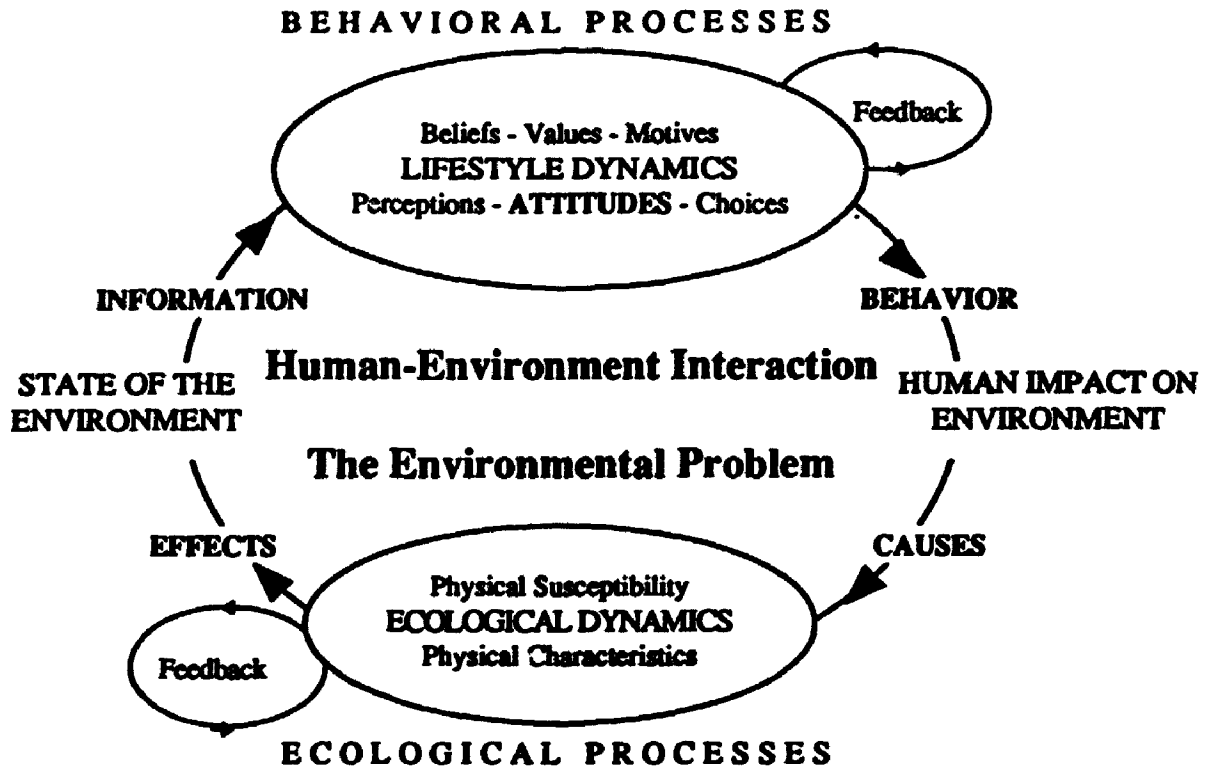 BEHAVIORAL PROCESSES
Feedback
Beliefs - Values - Motives
LIFESTYLE DYNAMICS
Perceptions - ATTITUDES - Choices
INFORMATION
BEHAVIOR
Human-Environment Interaction
STATE OF THE
ENVIRONMENT
HUMAN IMPACT ON
ENVIRONMENT
The Environmental Problem
EFFECTS
CAUSES
Physical Susceptibility
ECOLOGICAL DYNAMICS
Physical Characteristics
Feedback
ECOLOGICAL PROCESSES